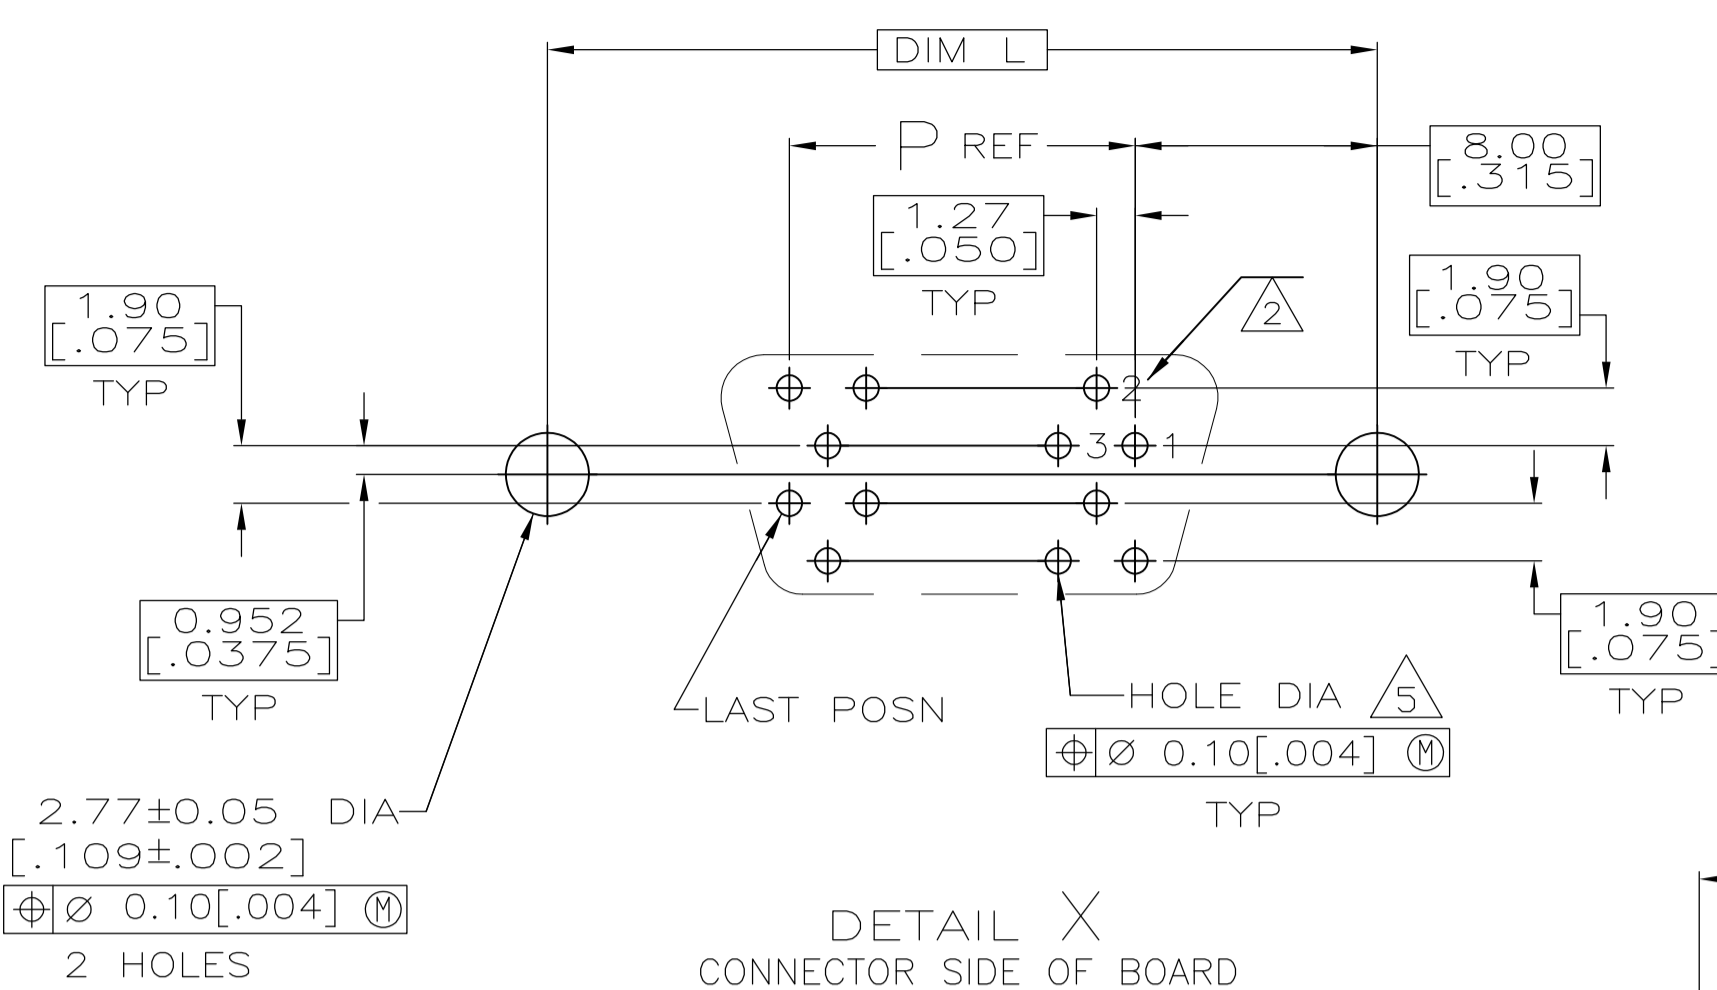 DIM L
P REF
8.00
[.315]
1.27
[.050]
TYP
1.90
[.075]
TYP
2
1.90
[.075]
TYP
2
3
1
0.952
[.0375]
TYP
1.90
[.075]
TYP
LAST POSN
HOLE DIA 5
⌖ ⌀ 0.10[.004] Ⓜ
TYP
2.77±0.05 DIA
[.109±.002]
⌖ ⌀ 0.10[.004] Ⓜ
2 HOLES
DETAIL X
CONNECTOR SIDE OF BOARD